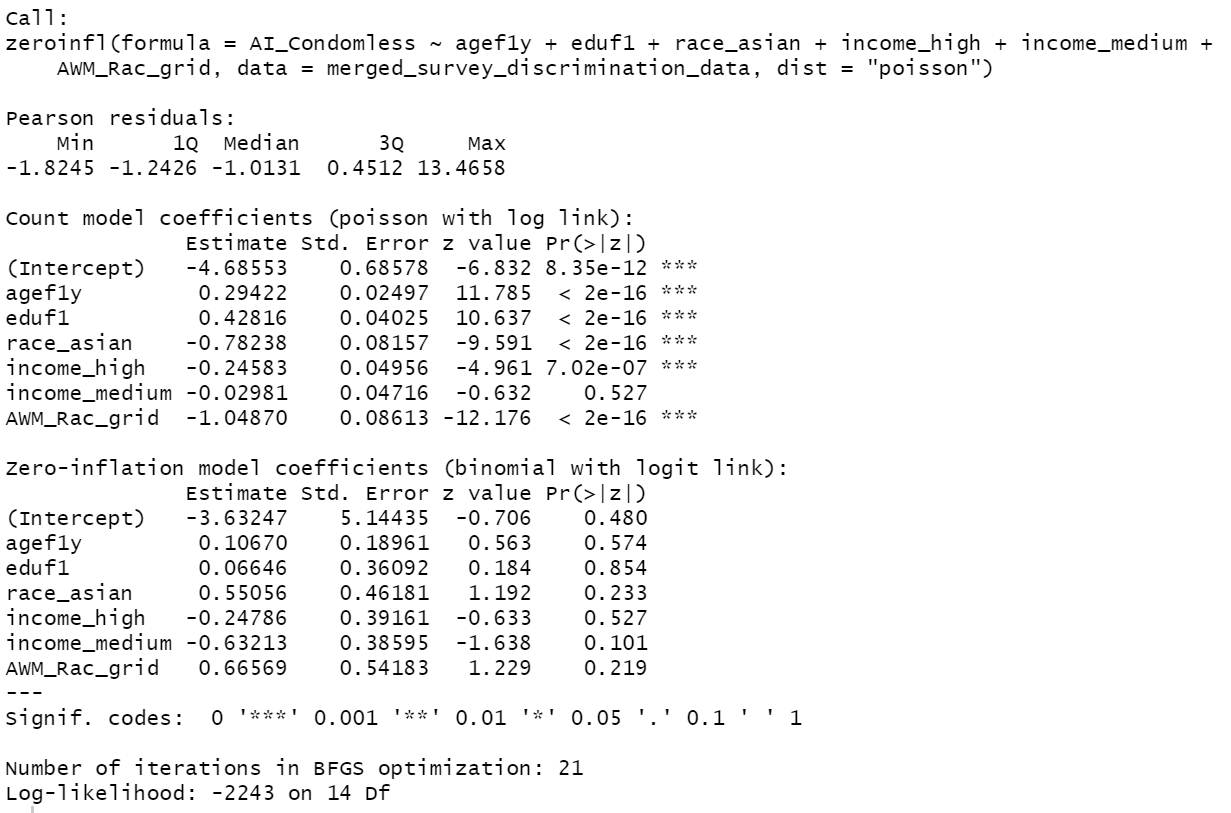 Call:
zeroinfl(formula = AI_Condomless ~ agef1y + eduf1 + race_asian + income_high + income_medium +
    AWM_Rac_grid, data = merged_survey_discrimination_data, dist = "poisson")

Pearson residuals:
    Min      1Q  Median      3Q     Max
-1.8245 -1.2426 -1.0131  0.4512 13.4658

Count model coefficients (poisson with log link):
              Estimate Std. Error z value Pr(>|z|)
(Intercept)   -4.68553    0.68578  -6.832 8.35e-12 ***
agef1y         0.29422    0.02497  11.785  < 2e-16 ***
eduf1          0.42816    0.04025  10.637  < 2e-16 ***
race_asian    -0.78238    0.08157  -9.591  < 2e-16 ***
income_high   -0.24583    0.04956  -4.961 7.02e-07 ***
income_medium -0.02981    0.04716  -0.632    0.527
AWM_Rac_grid  -1.04870    0.08613 -12.176  < 2e-16 ***

Zero-inflation model coefficients (binomial with logit link):
              Estimate Std. Error z value Pr(>|z|)
(Intercept)   -3.63247    5.14435  -0.706    0.480
agef1y         0.10670    0.18961   0.563    0.574
eduf1          0.06646    0.36092   0.184    0.854
race_asian     0.55056    0.46181   1.192    0.233
income_high   -0.24786    0.39161  -0.633    0.527
income_medium -0.63213    0.38595  -1.638    0.101
AWM_Rac_grid   0.66569    0.54183   1.229    0.219
---
Signif. codes:  0 '***' 0.001 '**' 0.01 '*' 0.05 '.' 0.1 ' ' 1

Number of iterations in BFGS optimization: 21
Log-likelihood: -2243 on 14 Df